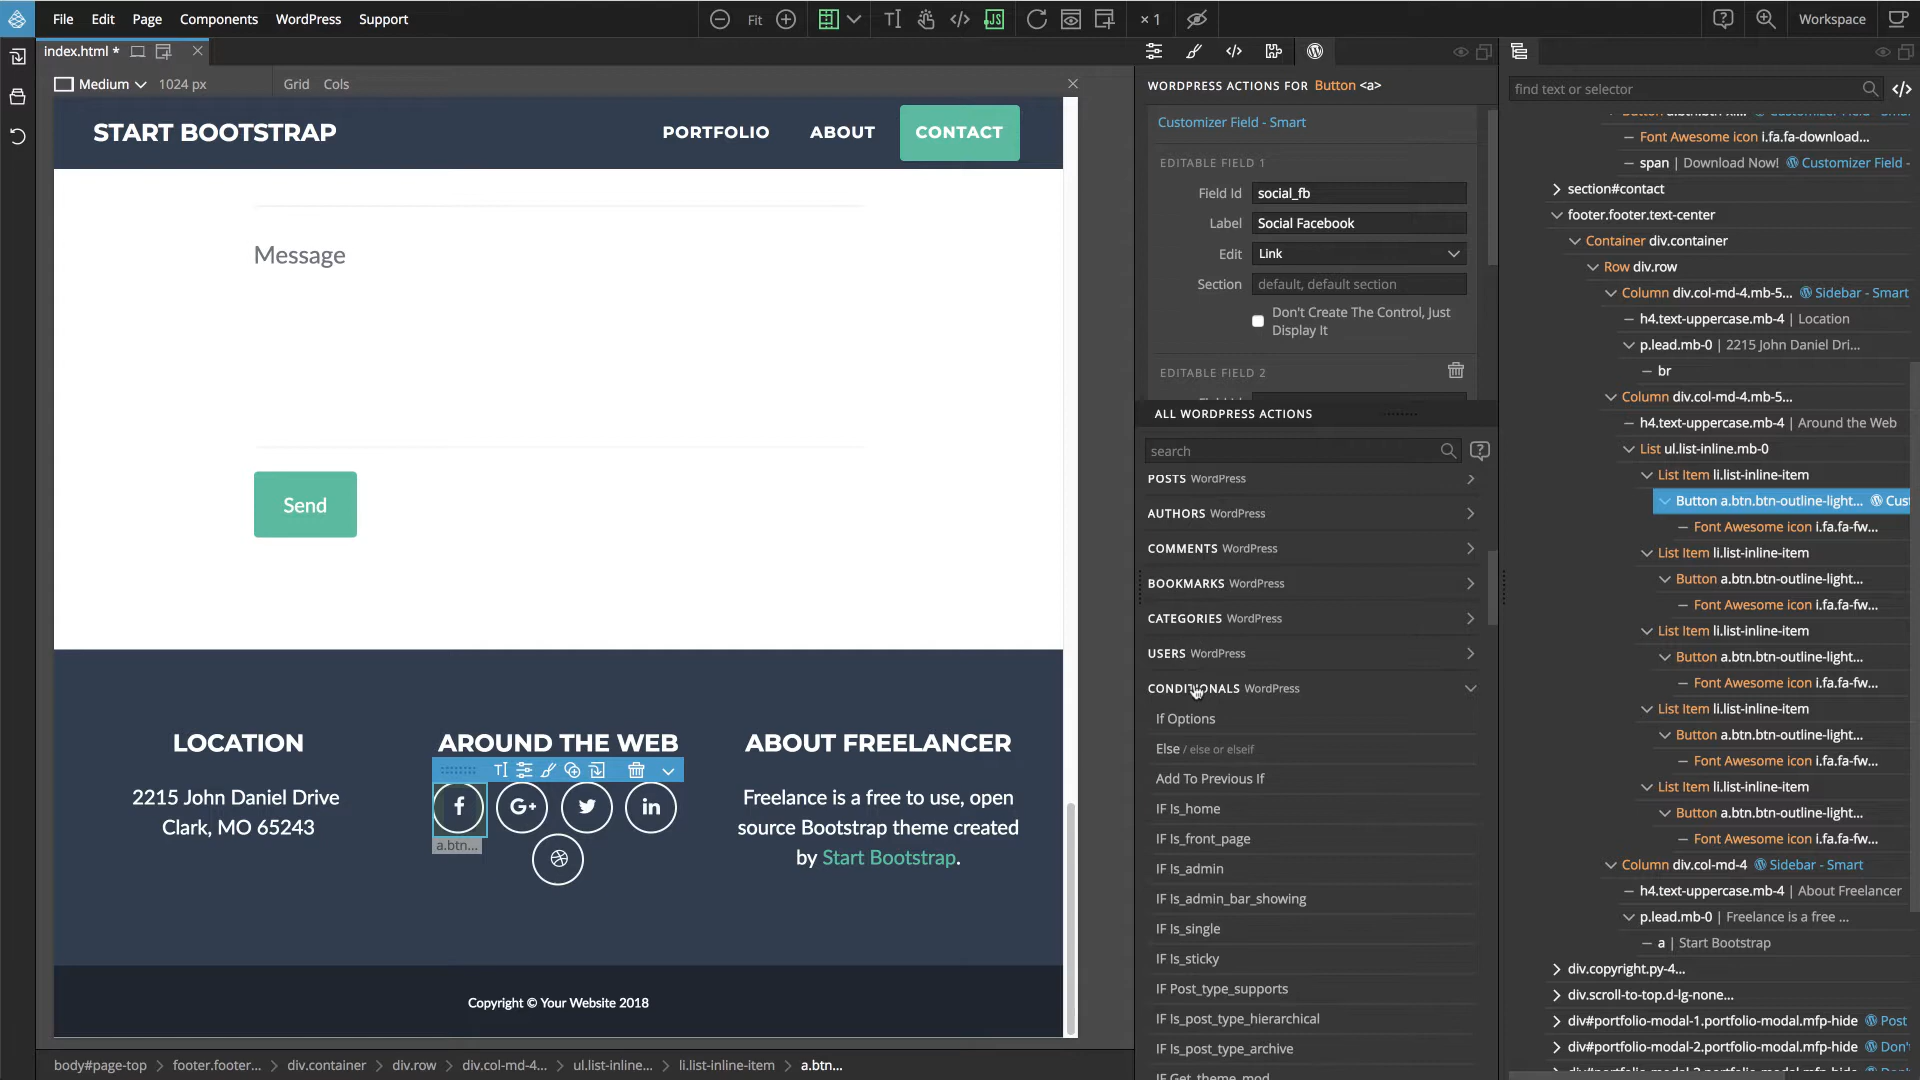 File Edit Page Components WordPress Support Fit × 1 Workspace
index.html *
Medium 1024 px Grid Cols
START BOOTSTRAP PORTFOLIO ABOUT CONTACT
Message
Send
LOCATION
2215 John Daniel Drive
Clark, MO 65243
AROUND THE WEB
a.btn...
ABOUT FREELANCER
Freelance is a free to use, open
source Bootstrap theme created
by Start Bootstrap.
Copyright © Your Website 2018
body#page-top footer.footer... div.container div.row div.col-md-4... ul.list-inline... li.list-inline-item a.btn...
WORDPRESS ACTIONS FOR Button <a>
Customizer Field - Smart
EDITABLE FIELD 1
Field Id social_fb
Label Social Facebook
Edit Link
Section default, default section
Don't Create The Control, Just
Display It
EDITABLE FIELD 2
ALL WORDPRESS ACTIONS
search
POSTS WordPress
AUTHORS WordPress
COMMENTS WordPress
BOOKMARKS WordPress
CATEGORIES WordPress
USERS WordPress
CONDITIONALS WordPress
If Options
Else / else or elseif
Add To Previous If
IF Is_home
IF Is_front_page
IF Is_admin
IF Is_admin_bar_showing
IF Is_single
IF Is_sticky
IF Post_type_supports
IF Is_post_type_hierarchical
IF Is_post_type_archive
IF Get_theme_mod
find text or selector
Font Awesome icon i.fa.fa-download...
span | Download Now! Customizer Field -
section#contact
footer.footer.text-center
Container div.container
Row div.row
Column div.col-md-4.mb-5... Sidebar - Smart
h4.text-uppercase.mb-4 | Location
p.lead.mb-0 | 2215 John Daniel Dri...
br
Column div.col-md-4.mb-5...
h4.text-uppercase.mb-4 | Around the Web
List ul.list-inline.mb-0
List Item li.list-inline-item
Button a.btn.btn-outline-light... Cus
Font Awesome icon i.fa.fa-fw...
List Item li.list-inline-item
Button a.btn.btn-outline-light...
Font Awesome icon i.fa.fa-fw...
List Item li.list-inline-item
Button a.btn.btn-outline-light...
Font Awesome icon i.fa.fa-fw...
List Item li.list-inline-item
Button a.btn.btn-outline-light...
Font Awesome icon i.fa.fa-fw...
List Item li.list-inline-item
Button a.btn.btn-outline-light...
Font Awesome icon i.fa.fa-fw...
Column div.col-md-4 Sidebar - Smart
h4.text-uppercase.mb-4 | About Freelancer
p.lead.mb-0 | Freelance is a free ...
a | Start Bootstrap
div.copyright.py-4...
div.scroll-to-top.d-lg-none...
div#portfolio-modal-1.portfolio-modal.mfp-hide Post
div#portfolio-modal-2.portfolio-modal.mfp-hide Don'